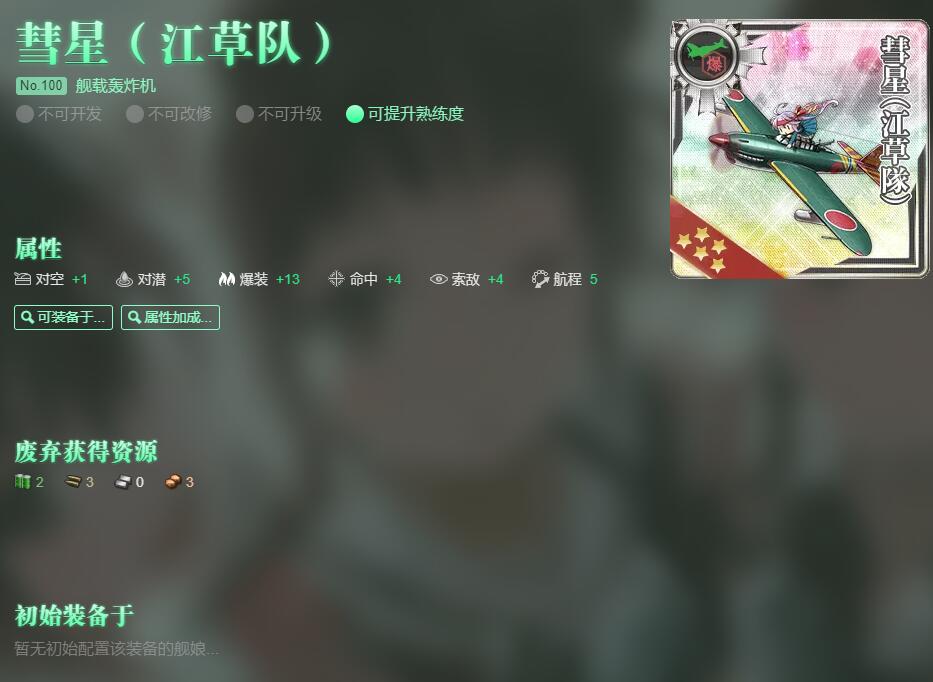 彗星（江草队）
No.100 舰载轰炸机
不可开发 不可改修 不可升级 可提升熟练度
爆
彗星(江草隊)
属性
对空 +1 对潜 +5 爆装 +13 命中 +4 索敌 +4 航程 5
可装备于... 属性加成...
废弃获得资源
2 3 0 3
初始装备于
暂无初始配置该装备的舰娘...